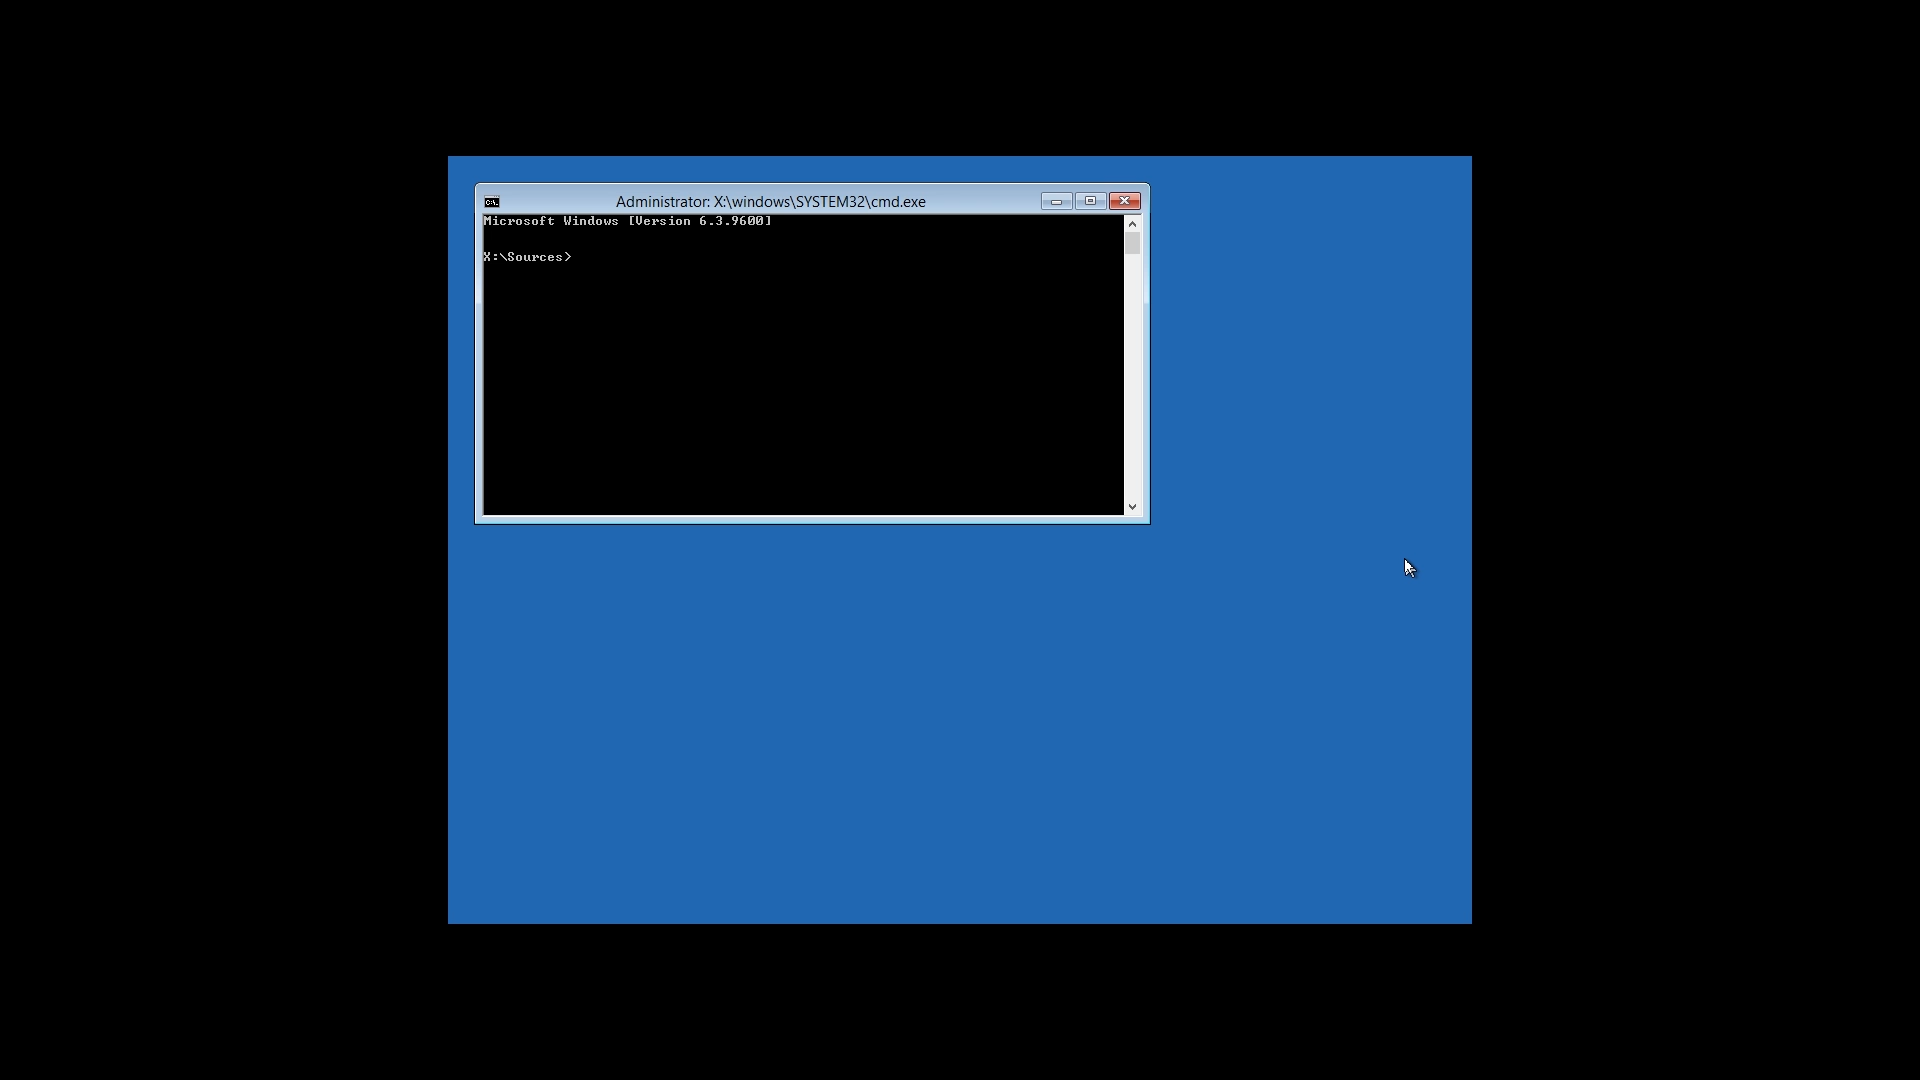 Administrator: X:\windows\SYSTEM32\cmd.exe
Microsoft Windows [Version 6.3.9600]
X:\Sources>